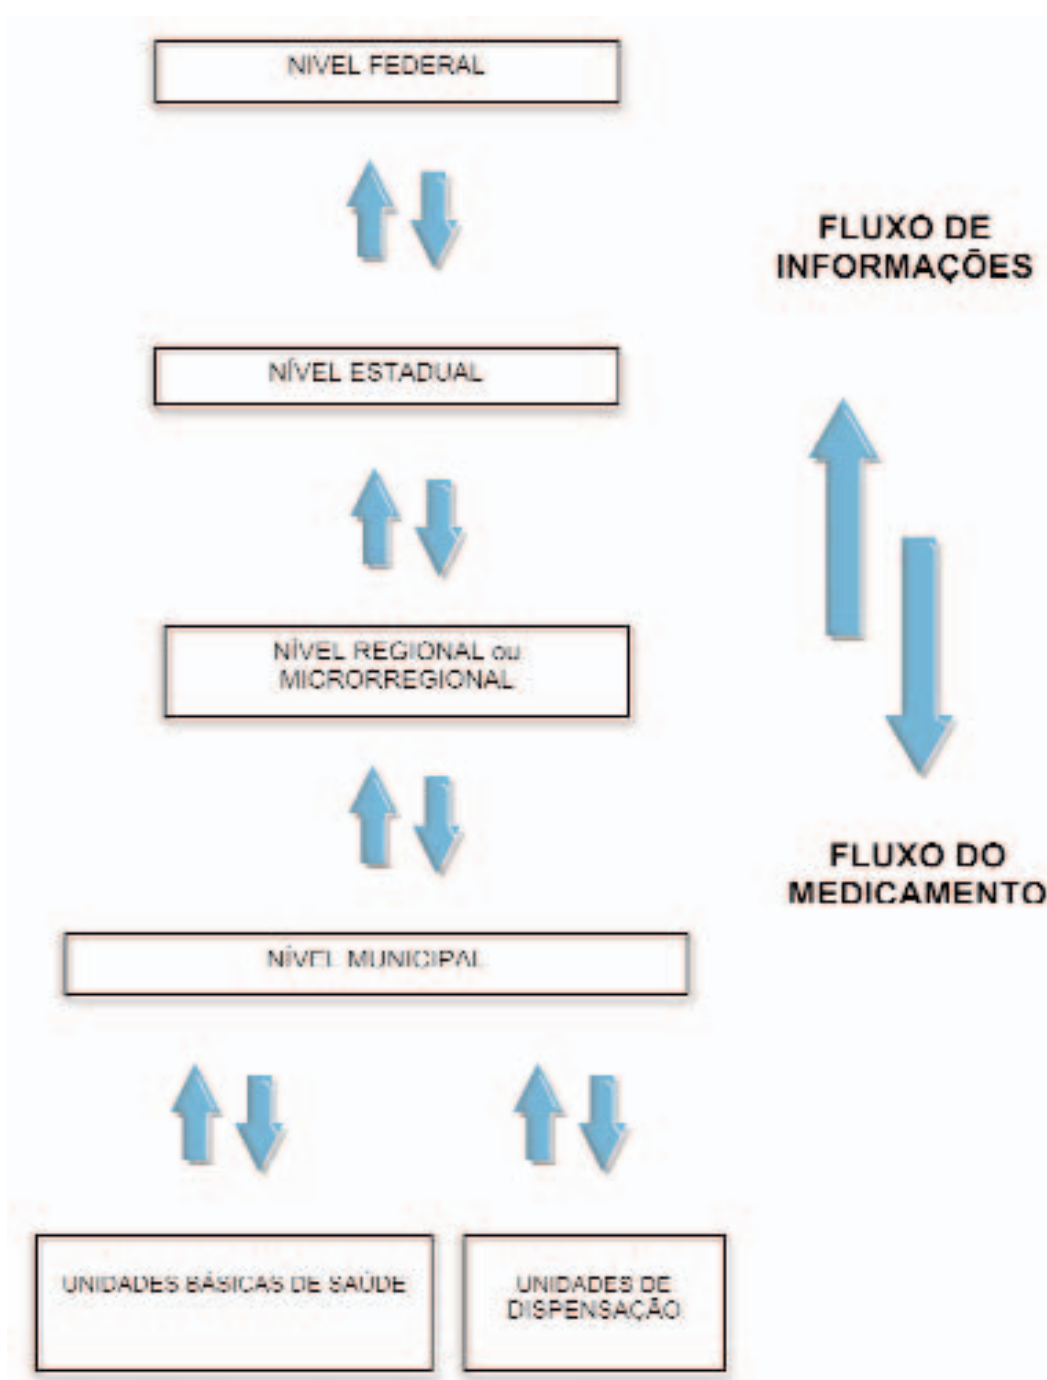 NIVEL FEDERAL
FLUXO DE
INFORMAÇÕES
NÍVEL ESTADUAL
NÍVEL REGIONAL ou
MICRORREGIONAL
FLUXO DO
MEDICAMENTO
NÍVEL MUNICIPAL
UNIDADES BÁSICAS DE SAÚDE
UNIDADES DE
DISPENSAÇÃO